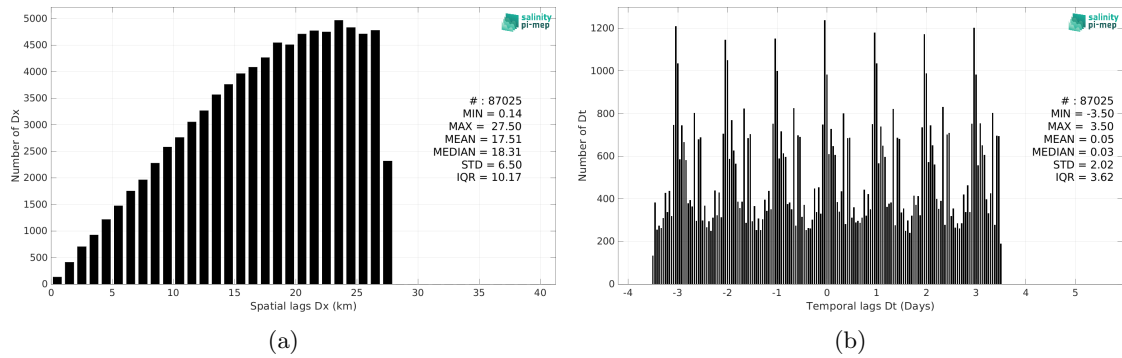 5000
4500
4000
3500
3000
2500
2000
1500
1000
500
0
Number of Dx
0 5 10 15 20 25 30 35 40
Spatial lags Dx (km)
salinity
pi-mep
# : 87025
MIN = 0.14
MAX = 27.50
MEAN = 17.51
MEDIAN = 18.31
STD = 6.50
IQR = 10.17
(a)
1200
1000
800
600
400
200
0
Number of Dt
-4 -3 -2 -1 0 1 2 3 4 5
Temporal lags Dt (Days)
salinity
pi-mep
# : 87025
MIN = -3.50
MAX = 3.50
MEAN = 0.05
MEDIAN = 0.03
STD = 2.02
IQR = 3.62
(b)